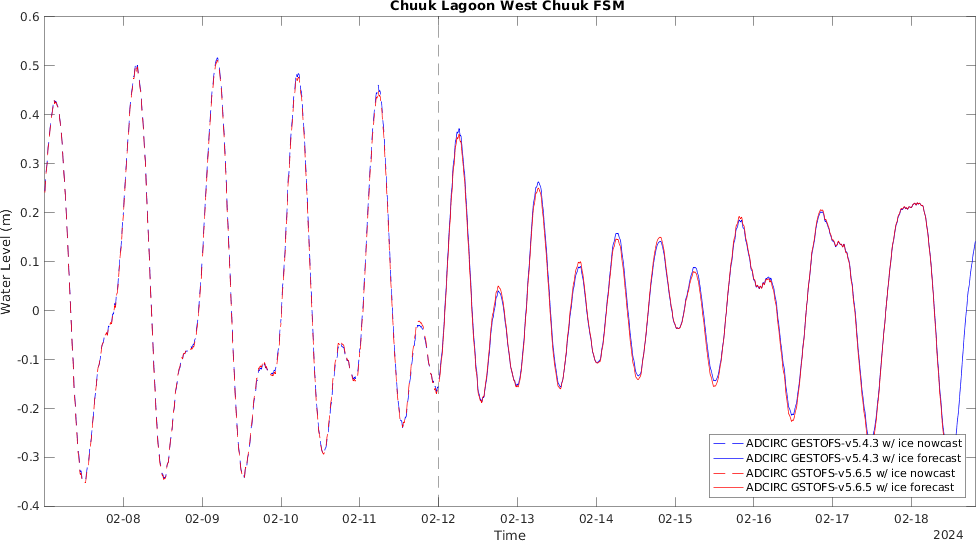 Chuuk Lagoon West Chuuk FSM
Water Level (m)
0.6
0.5
0.4
0.3
0.2
0.1
0
-0.1
-0.2
-0.3
-0.4
ADCIRC GESTOFS-v5.4.3 w/ ice nowcast
ADCIRC GESTOFS-v5.4.3 w/ ice forecast
ADCIRC GSTOFS-v5.6.5 w/ ice nowcast
ADCIRC GSTOFS-v5.6.5 w/ ice forecast
02-08 02-09 02-10 02-11 02-12 02-13 02-14 02-15 02-16 02-17 02-18
Time
2024